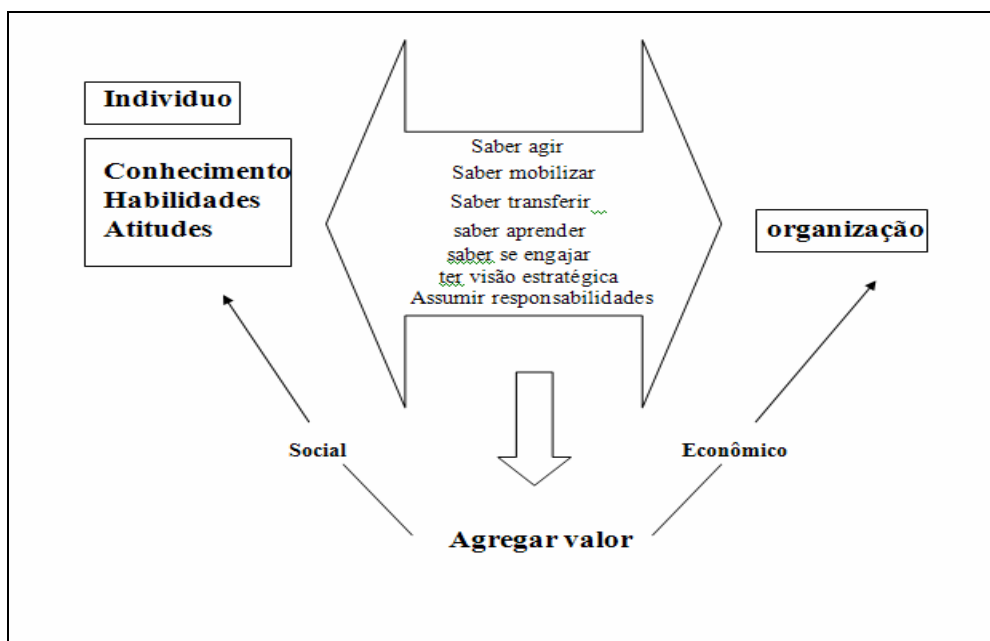 Individuo
Conhecimento
Habilidades
Atitudes
Saber agir
Saber mobilizar
Saber transferir
saber aprender
saber se engajar
ter visão estratégica
Assumir responsabilidades
organização
Social
Econômico
Agregar valor